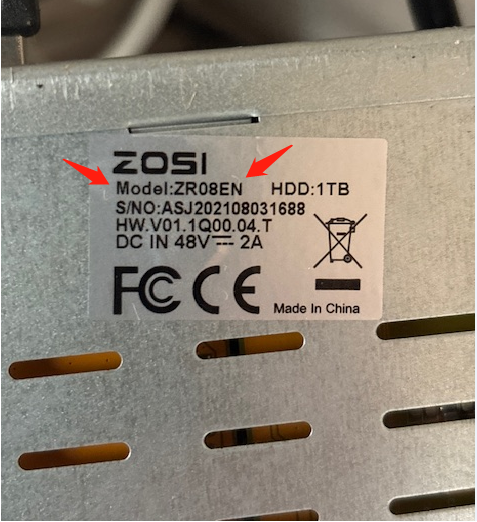 ZOSI
Model:ZR08EN HDD:1TB
S/NO:ASJ202108031688
HW.V01.1Q00.04.T
DC IN 48V⎓ 2A
FC CE
Made In China